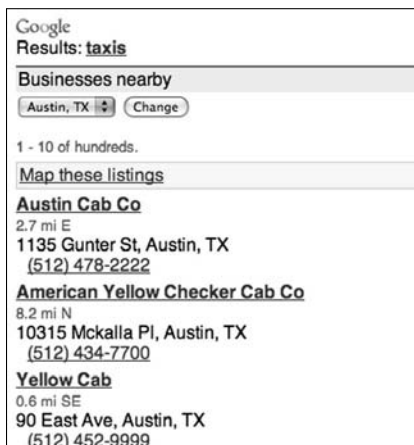 Google
Results: taxis
Businesses nearby
Austin, TX Change
1 - 10 of hundreds.
Map these listings
Austin Cab Co
2.7 mi E
1135 Gunter St, Austin, TX
(512) 478-2222
American Yellow Checker Cab Co
8.2 mi N
10315 Mckalla Pl, Austin, TX
(512) 434-7700
Yellow Cab
0.6 mi SE
90 East Ave, Austin, TX
(512) 452-9999